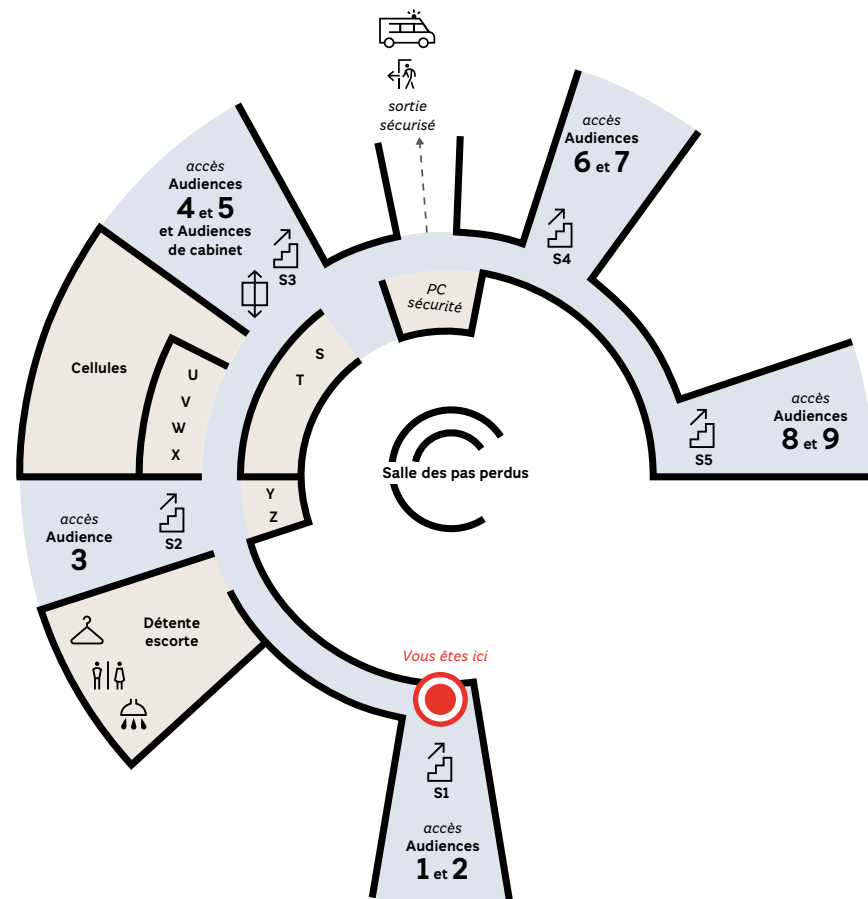 sortie
sécurisé
accès
Audiences
6 et 7
S4
accès
Audiences
4 et 5
et Audiences
de cabinet
S3
PC
sécurité
Cellules
U
V
W
X
S
T
accès
Audiences
8 et 9
S5
Salle des pas perdus
Y
Z
accès
Audience
3
S2
Détente
escorte
Vous êtes ici
S1
accès
Audiences
1 et 2